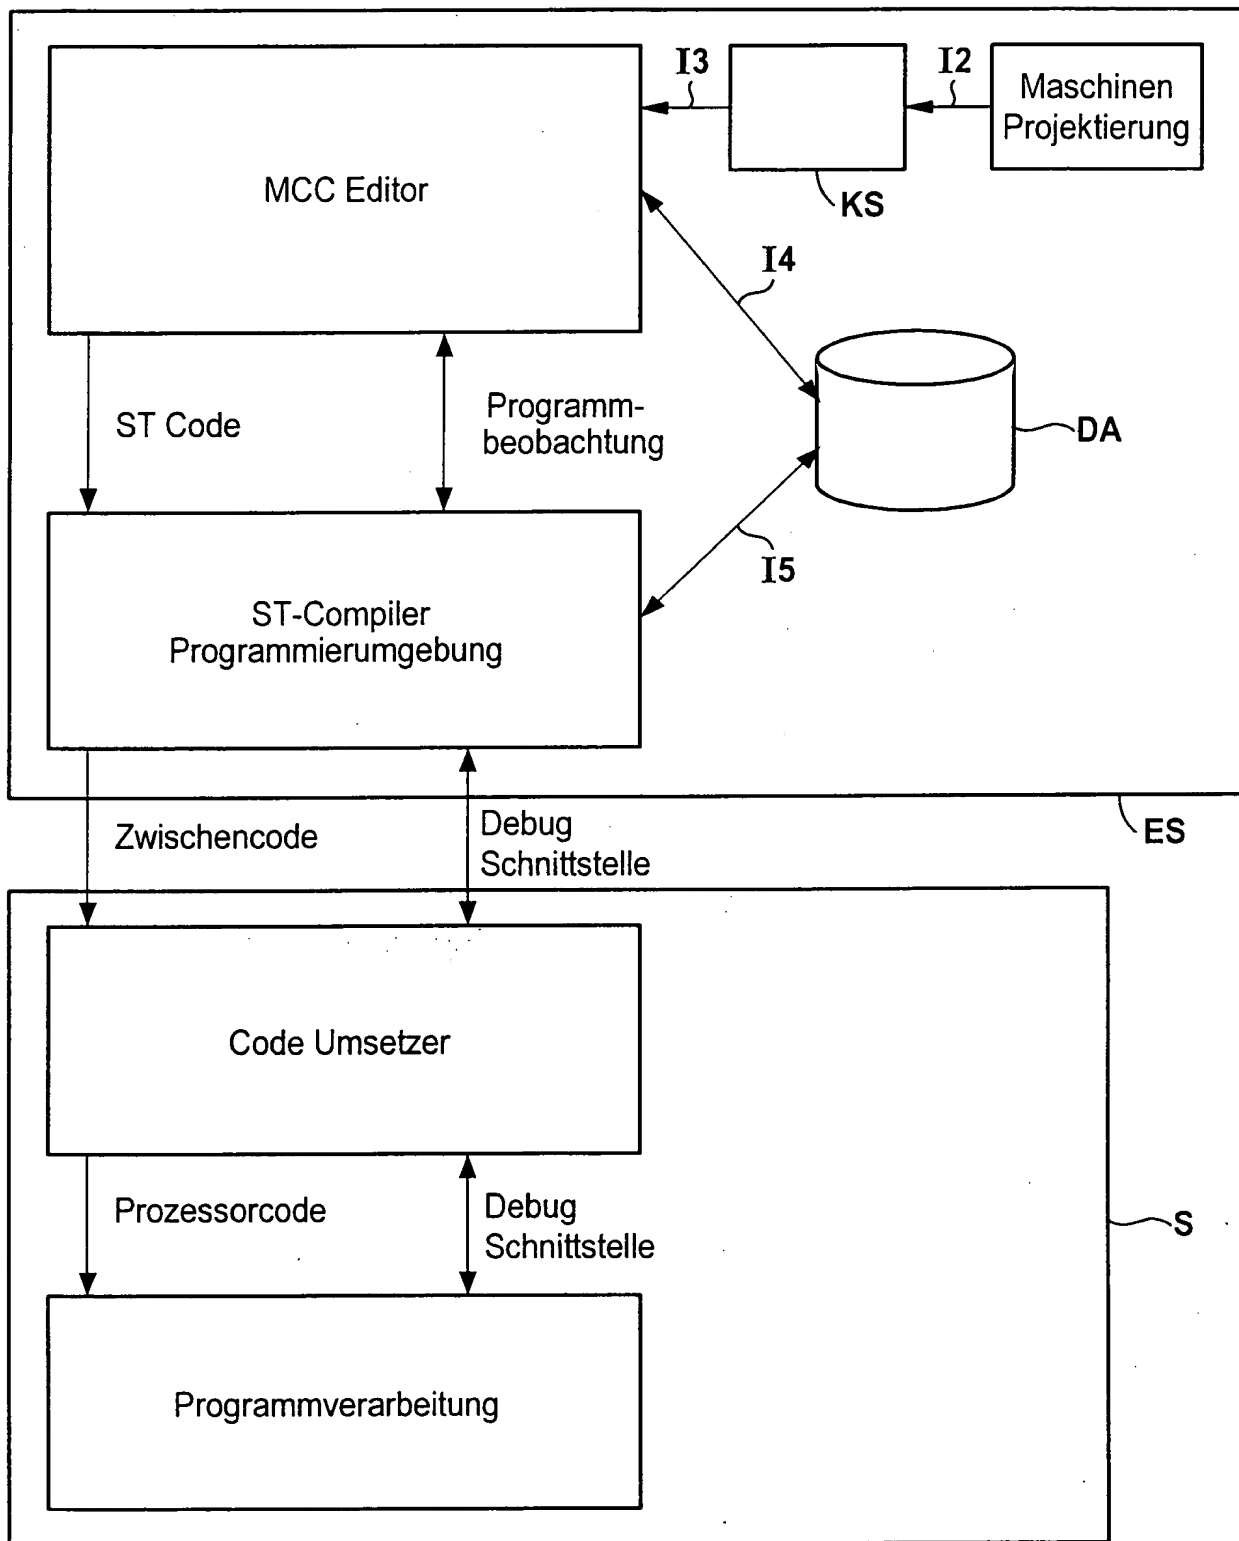 I3
I2
Maschinen
Projektierung
MCC Editor
KS
I4
ST Code
Programm-
beobachtung
DA
I5
ST-Compiler
Programmierumgebung
Zwischencode
Debug
Schnittstelle
ES
Code Umsetzer
Prozessorcode
Debug
Schnittstelle
S
Programmverarbeitung